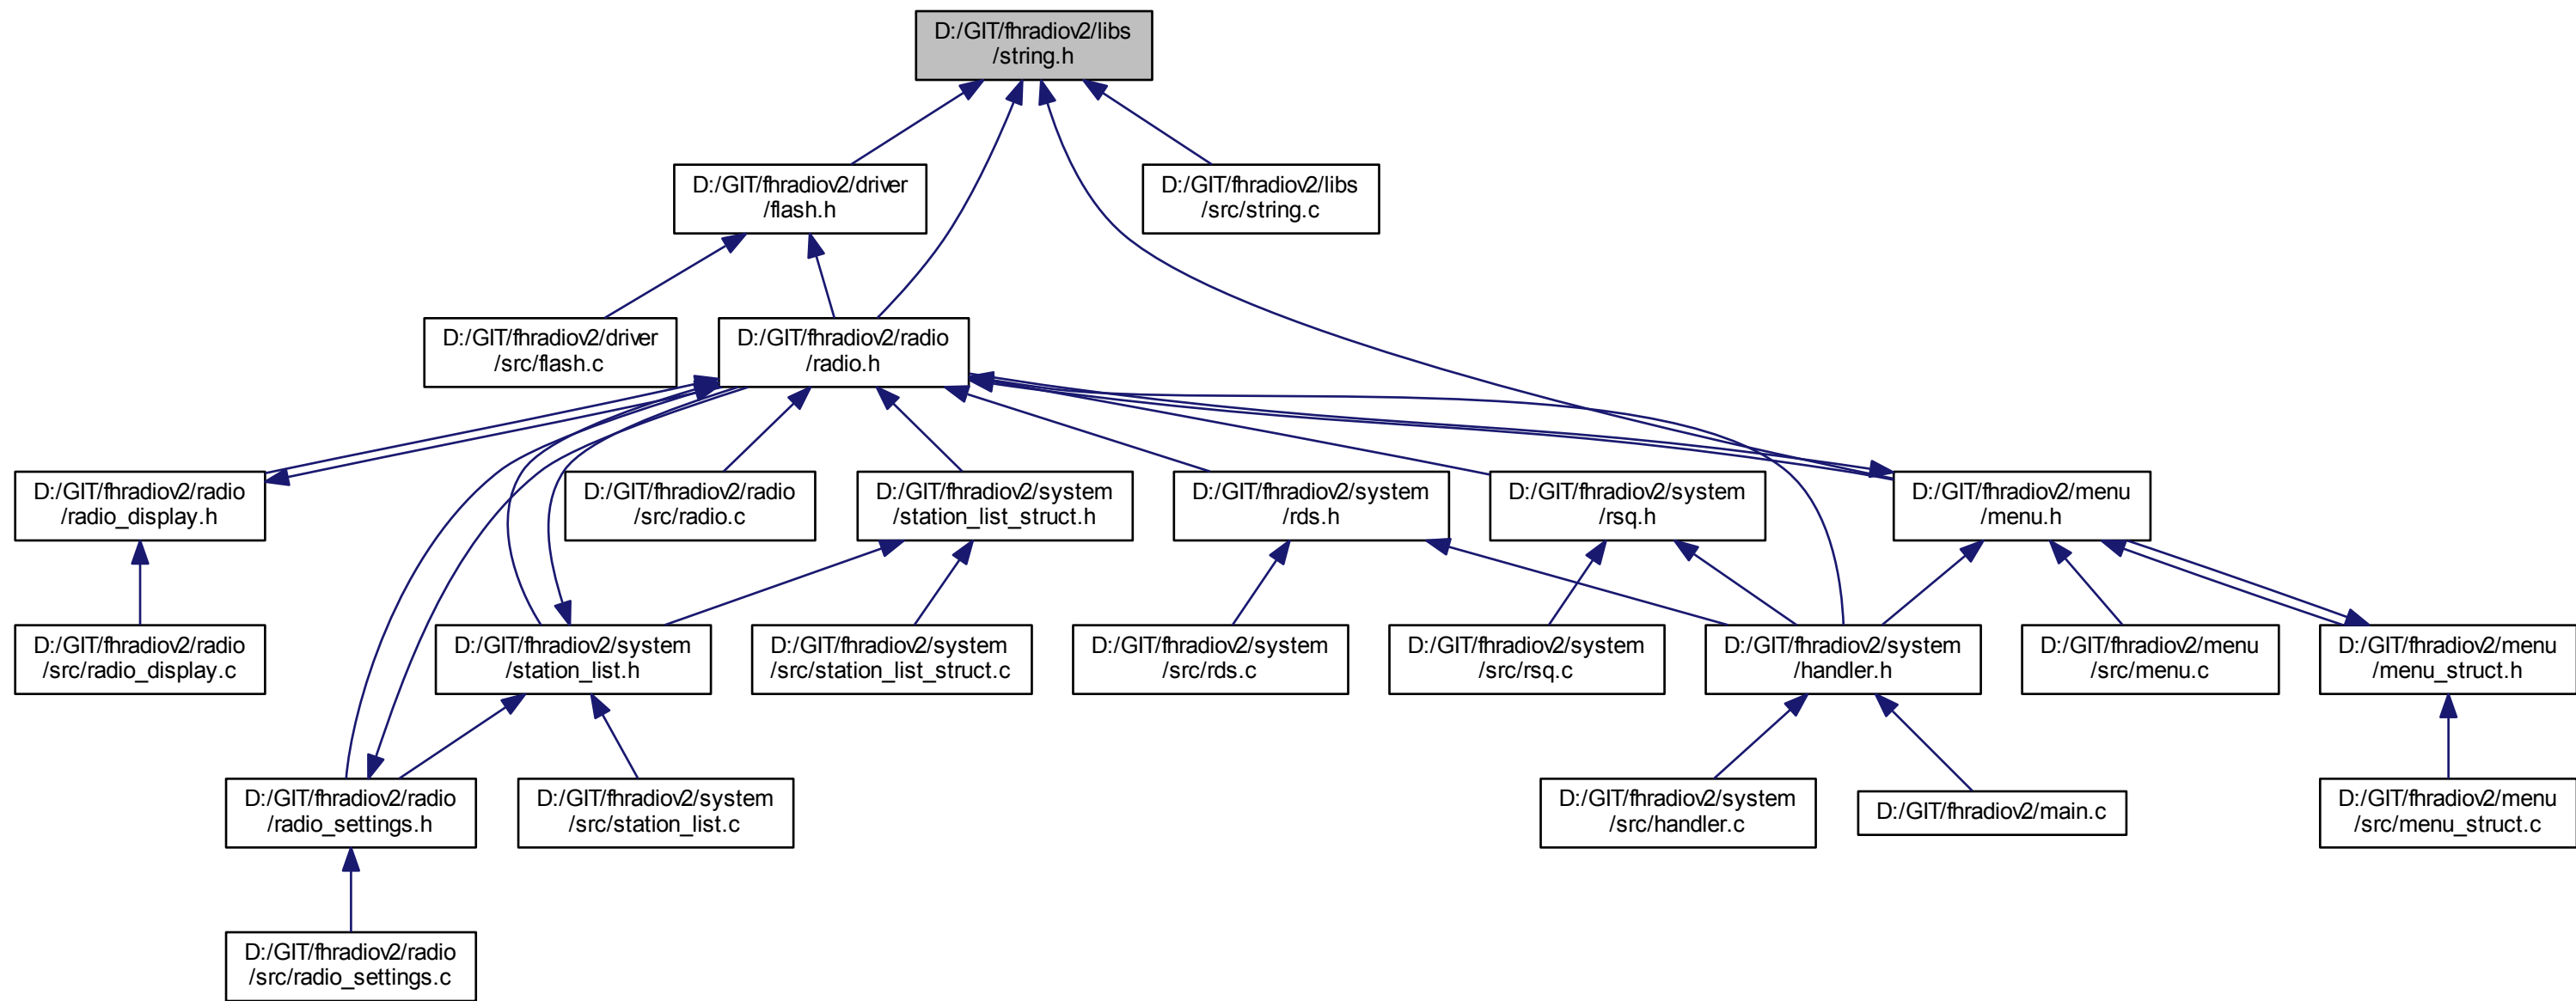 D:/GIT/fhradiov2/libs
/string.h
D:/GIT/fhradiov2/driver
/flash.h
D:/GIT/fhradiov2/libs
/src/string.c
D:/GIT/fhradiov2/driver
/src/flash.c
D:/GIT/fhradiov2/radio
/radio.h
D:/GIT/fhradiov2/radio
/radio_display.h
D:/GIT/fhradiov2/radio
/src/radio.c
D:/GIT/fhradiov2/system
/station_list_struct.h
D:/GIT/fhradiov2/system
/rds.h
D:/GIT/fhradiov2/system
/rsq.h
D:/GIT/fhradiov2/menu
/menu.h
D:/GIT/fhradiov2/radio
/src/radio_display.c
D:/GIT/fhradiov2/system
/station_list.h
D:/GIT/fhradiov2/system
/src/station_list_struct.c
D:/GIT/fhradiov2/system
/src/rds.c
D:/GIT/fhradiov2/system
/src/rsq.c
D:/GIT/fhradiov2/system
/handler.h
D:/GIT/fhradiov2/menu
/src/menu.c
D:/GIT/fhradiov2/menu
/menu_struct.h
D:/GIT/fhradiov2/radio
/radio_settings.h
D:/GIT/fhradiov2/system
/src/station_list.c
D:/GIT/fhradiov2/system
/src/handler.c
D:/GIT/fhradiov2/main.c
D:/GIT/fhradiov2/menu
/src/menu_struct.c
D:/GIT/fhradiov2/radio
/src/radio_settings.c